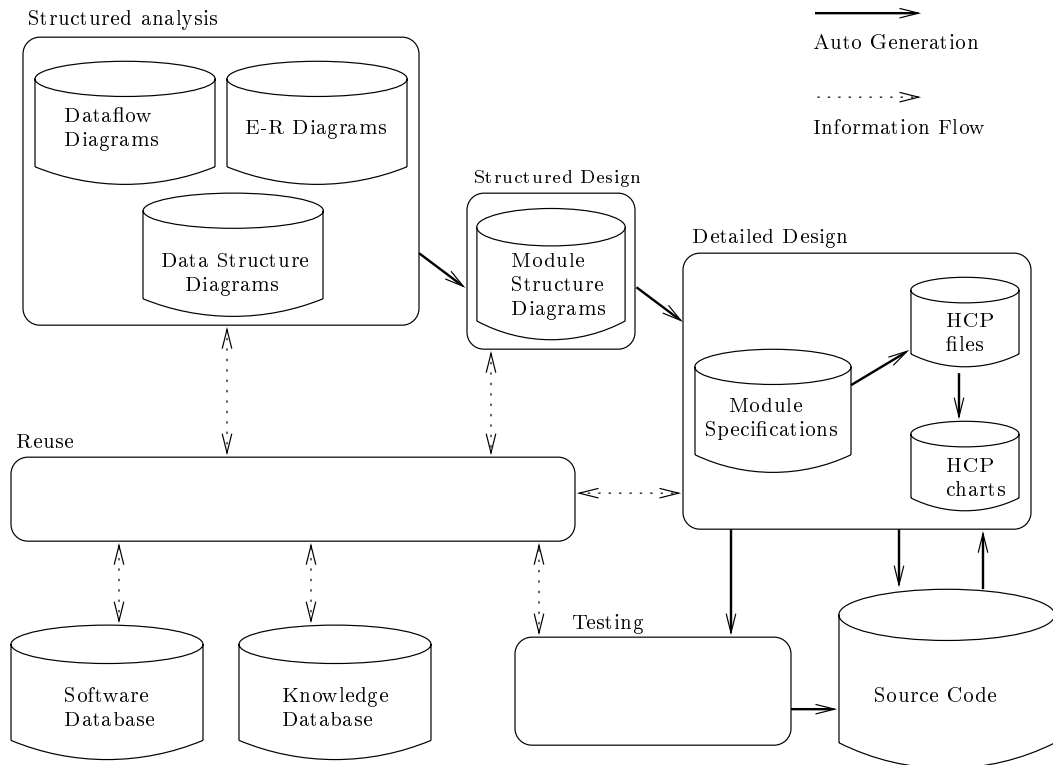 Structured analysis
Auto Generation
Information Flow
Dataflow
Diagrams
E-R Diagrams
Data Structure
Diagrams
Structured Design
Module
Structure
Diagrams
Detailed Design
HCP
files
Module
Specifications
HCP
charts
Reuse
Testing
Software
Database
Knowledge
Database
Source Code